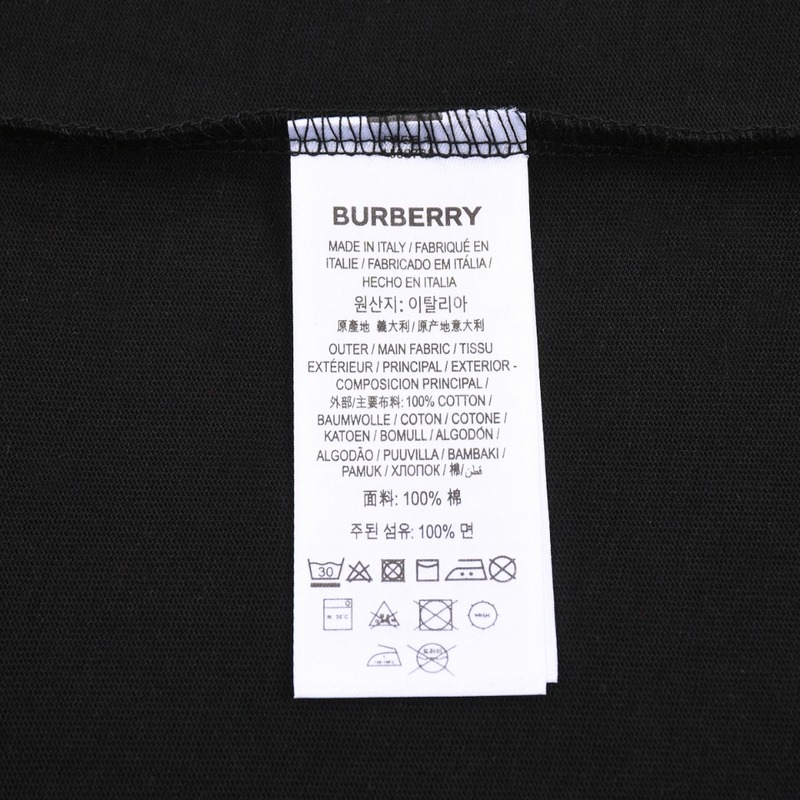 BURBERRY
MADE IN ITALY / FABRIQUÉ EN
ITALIE / FABRICADO EM ITÁLIA /
HECHO EN ITALIA
원산지: 이탈리아
原產地 義大利 / 原产地意大利
OUTER / MAIN FABRIC / TISSU
EXTÉRIEUR / PRINCIPAL / EXTERIOR -
COMPOSICION PRINCIPAL /
外部/主要布料: 100% COTTON /
BAUMWOLLE / COTON / COTONE /
KATOEN / BOMULL / ALGODÓN /
ALGODÃO / PUUVILLA / BAMBAKI /
PAMUK / ХЛОПОК / 棉/قطن
面料: 100% 棉
주된 섬유: 100% 면
30